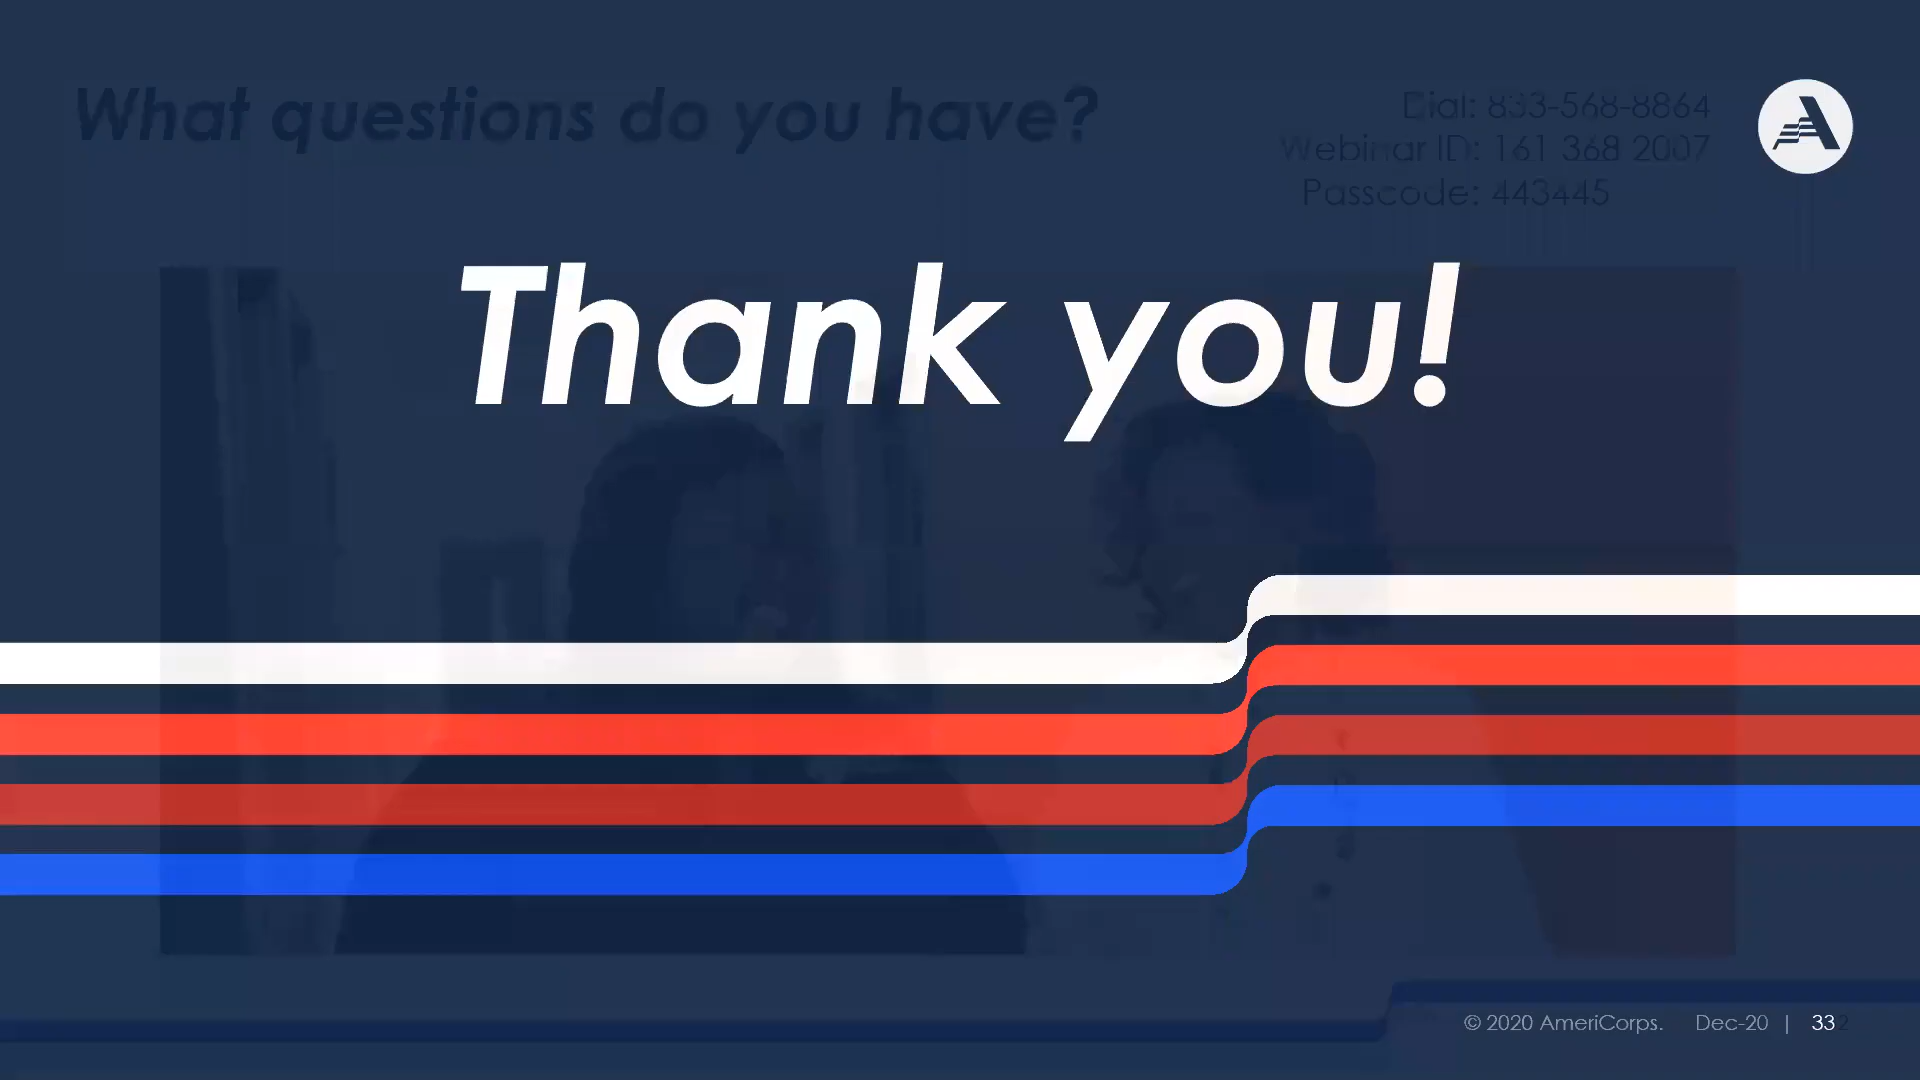 What questions do you have?
Dial: 833-568-8864
Webinar ID: 161 368 2007
Passcode: 443445
Thank you!
© 2020 AmeriCorps. Dec-20 | 33